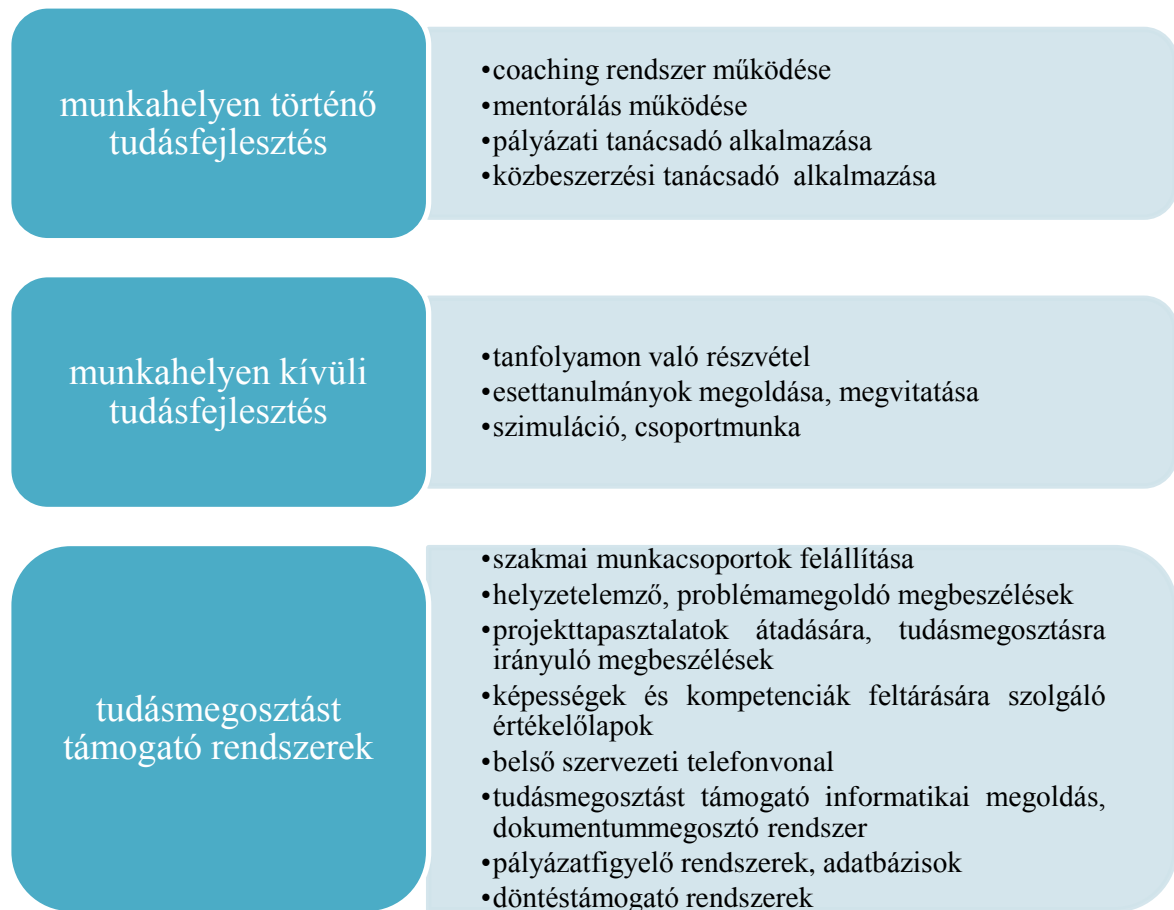 munkahelyen történő
tudásfejlesztés
•coaching rendszer működése
•mentorálás működése
•pályázati tanácsadó alkalmazása
•közbeszerzési tanácsadó alkalmazása
munkahelyen kívüli
tudásfejlesztés
•tanfolyamon való részvétel
•esettanulmányok megoldása, megvitatása
•szimuláció, csoportmunka
tudásmegosztást
támogató rendszerek
•szakmai munkacsoportok felállítása
•helyzetelemző, problémamegoldó megbeszélések
•projekttapasztalatok átadására, tudásmegosztásra
irányuló megbeszélések
•képességek és kompetenciák feltárására szolgáló
értékelőlapok
•belső szervezeti telefonvonal
•tudásmegosztást támogató informatikai megoldás,
dokumentummegosztó rendszer
•pályázatfigyelő rendszerek, adatbázisok
•döntéstámogató rendszerek